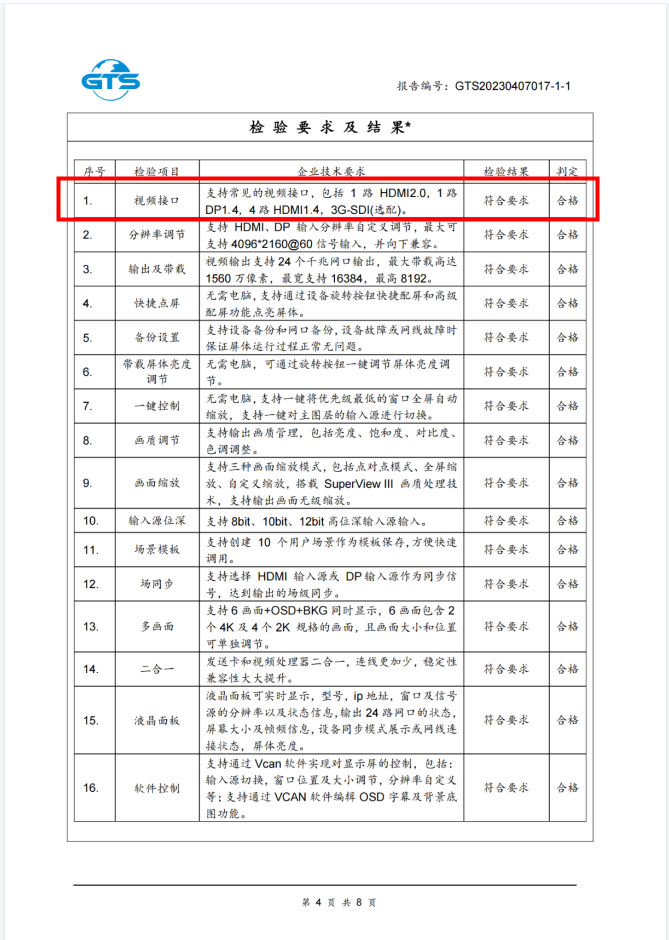 GTS
报告编号：GTS20230407017-1-1
检验要求及结果*
序号 检验项目 企业技术要求 检验结果 判定
1. 视频接口 支持常见的视频接口，包括 1 路 HDMI2.0，1 路 符合要求 合格
DP1.4，4 路 HDMI1.4，3G-SDI(选配)。
2. 分辨率调节 支持 HDMI、DP 输入分辨率自定义调节，最大可 符合要求 合格
支持 4096*2160@60 信号输入，并向下兼容。
3. 输出及带载 视频输出支持 24 个千兆网口输出，最大带载高达 符合要求 合格
1560 万像素，最宽支持 16384，最高 8192。
4. 快捷点屏 无需电脑，支持通过设备旋转按钮快捷配屏和高级 符合要求 合格
配屏功能点亮屏体。
5. 备份设置 支持设备备份和网口备份，设备故障或网线故障时 符合要求 合格
保证屏体运行过程正常无问题。
6. 带载屏体亮度 无需电脑，可通过旋转按钮一键调节屏体亮度调 符合要求 合格
调节 节。
7. 一键控制 无需电脑，支持一键将优先级最低的窗口全屏自动 符合要求 合格
缩放，支持一键对主图层的输入源进行切换。
8. 画质调节 支持输出画质管理，包括亮度、饱和度、对比度、 符合要求 合格
色调调整。
9. 画面缩放 支持三种画面缩放模式，包括点对点模式、全屏缩 符合要求 合格
放、自定义缩放，搭载 SuperView III 画质处理技
术，支持输出画面无级缩放。
10. 输入源位深 支持 8bit、10bit、12bit 高位深输入源输入。 符合要求 合格
11. 场景模板 支持创建 10 个用户场景作为模板保存，方便快速 符合要求 合格
调用。
12. 场同步 支持选择 HDMI 输入源或 DP 输入源作为同步信 符合要求 合格
号，达到输出的场级同步。
13. 多画面 支持 6 画面+OSD+BKG 同时显示，6 画面包含 2 符合要求 合格
个 4K 及 4 个 2K 规格的画面，且画面大小和位置
可单独调节。
14. 二合一 发送卡和视频处理器二合一，连线更加少，稳定性 符合要求 合格
兼容性大大提升。
15. 液晶面板 液晶面板可实时显示，型号，ip 地址，窗口及信号 符合要求 合格
源的分辨率以及状态信息，输出 24 路网口的状态，
屏幕大小及帧频信息，设备同步模式展示或网线连
接状态，屏体亮度。
16. 软件控制 支持通过 Vcan 软件实现对显示屏的控制，包括： 符合要求 合格
输入源切换，窗口位置及大小调节，分辨率自定义
等；支持通过 VCAN 软件编辑 OSD 字幕及背景底
图功能。
第 4 页 共 8 页